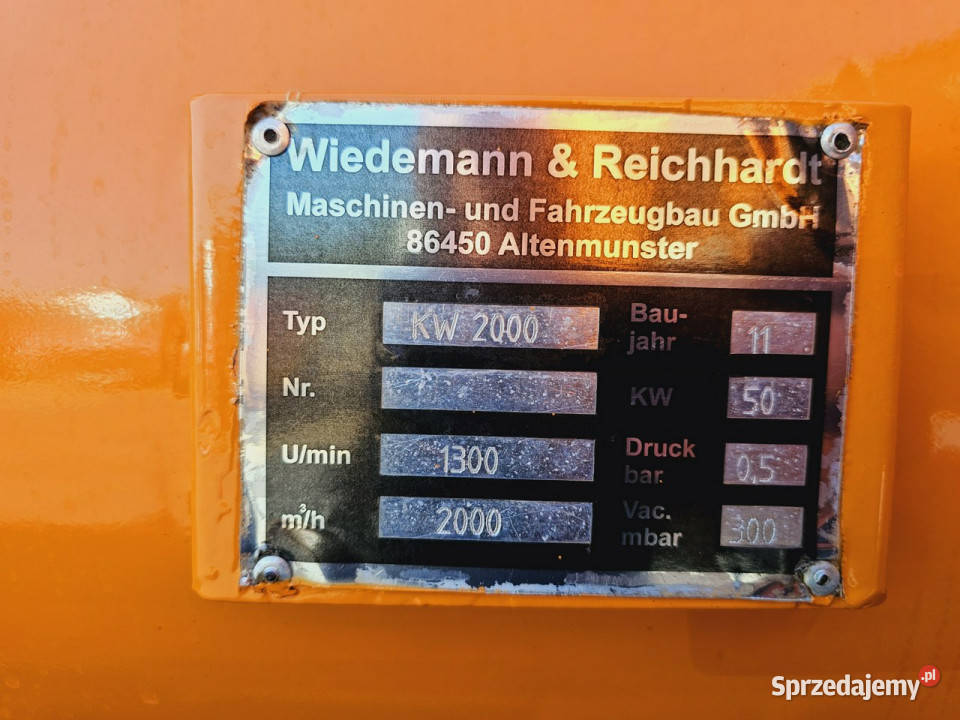 Wiedemann & Reichhardt
Maschinen- und Fahrzeugbau GmbH
86450 Altenmunster
Typ KW 2000
Bau-
jahr 11
Nr.
KW 50
U/min 1300
Druck
bar 0,5
m³/h 2000
Vac.
mbar 300
Sprzedajemy.pl